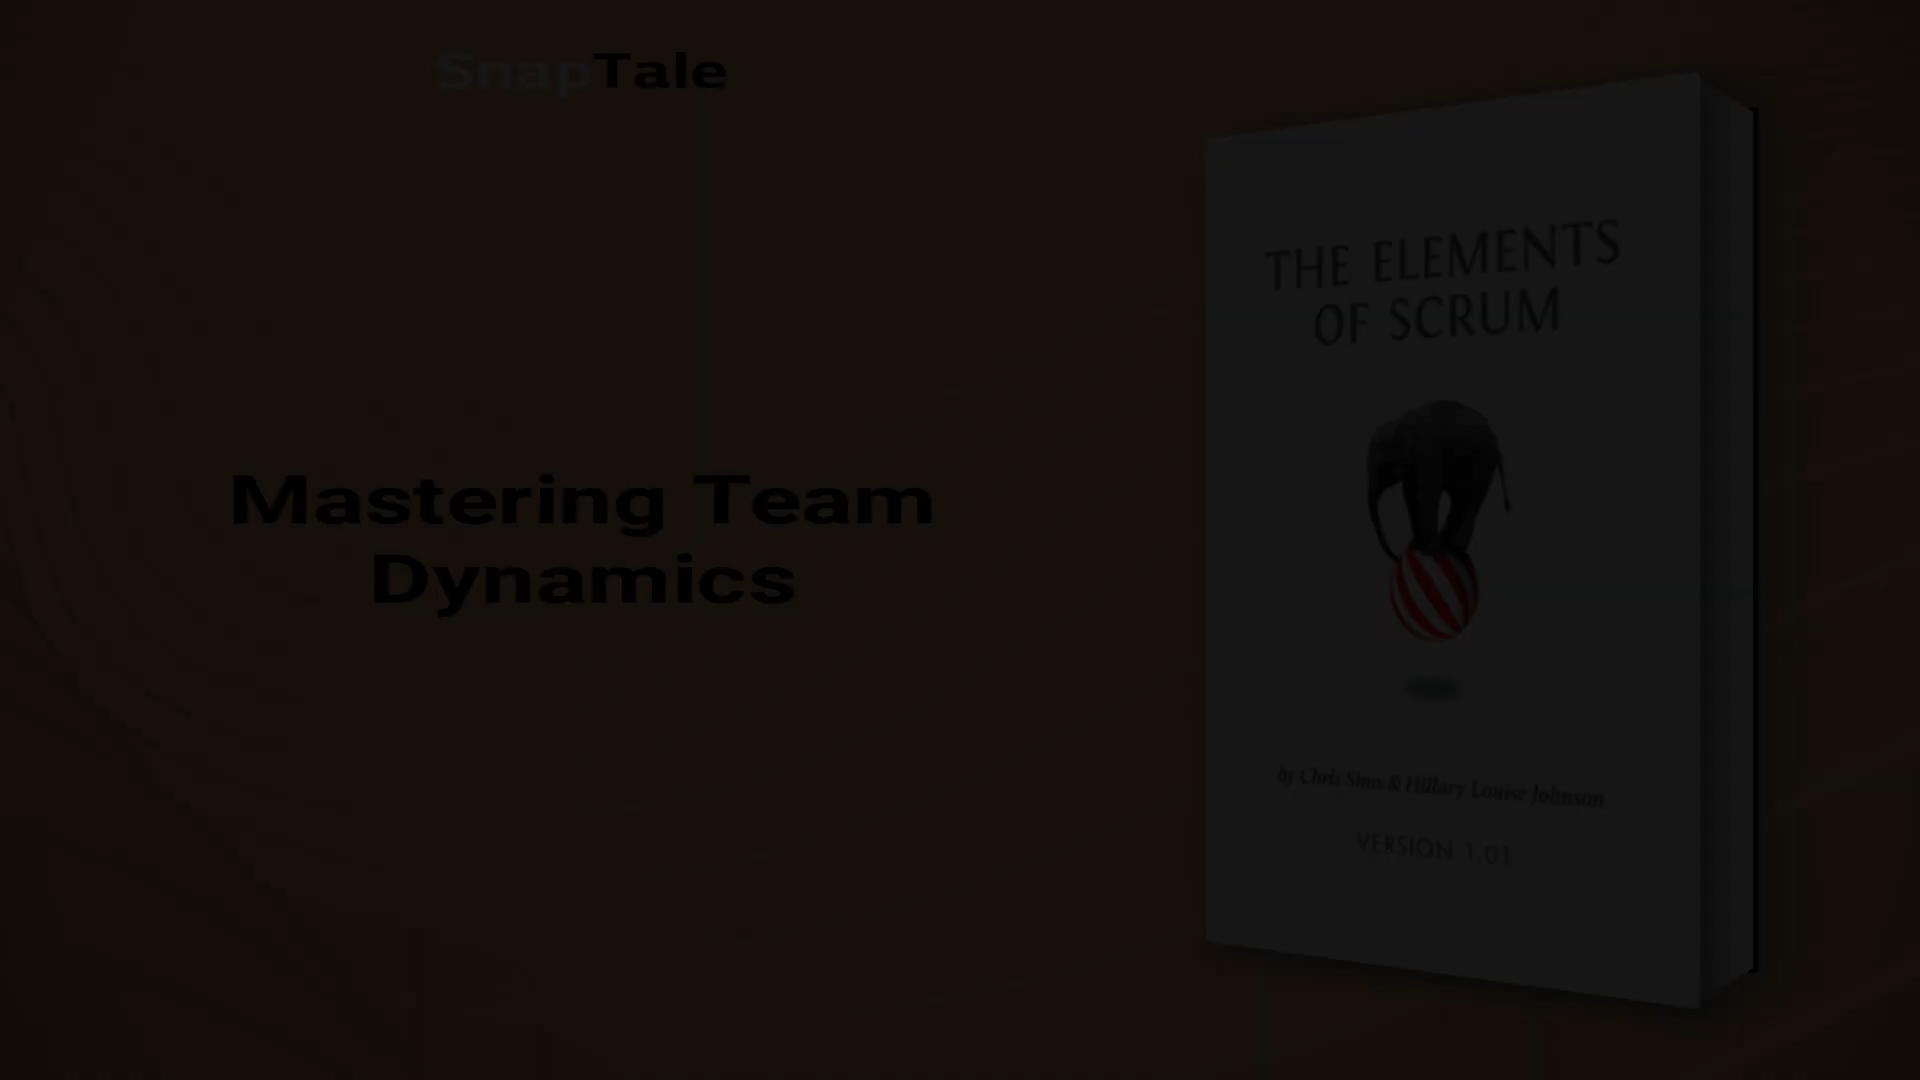 SnapTale
Mastering Team
Dynamics
THE ELEMENTS
OF SCRUM
by Chris Sims & Hillary Louise Johnson
VERSION 1.01